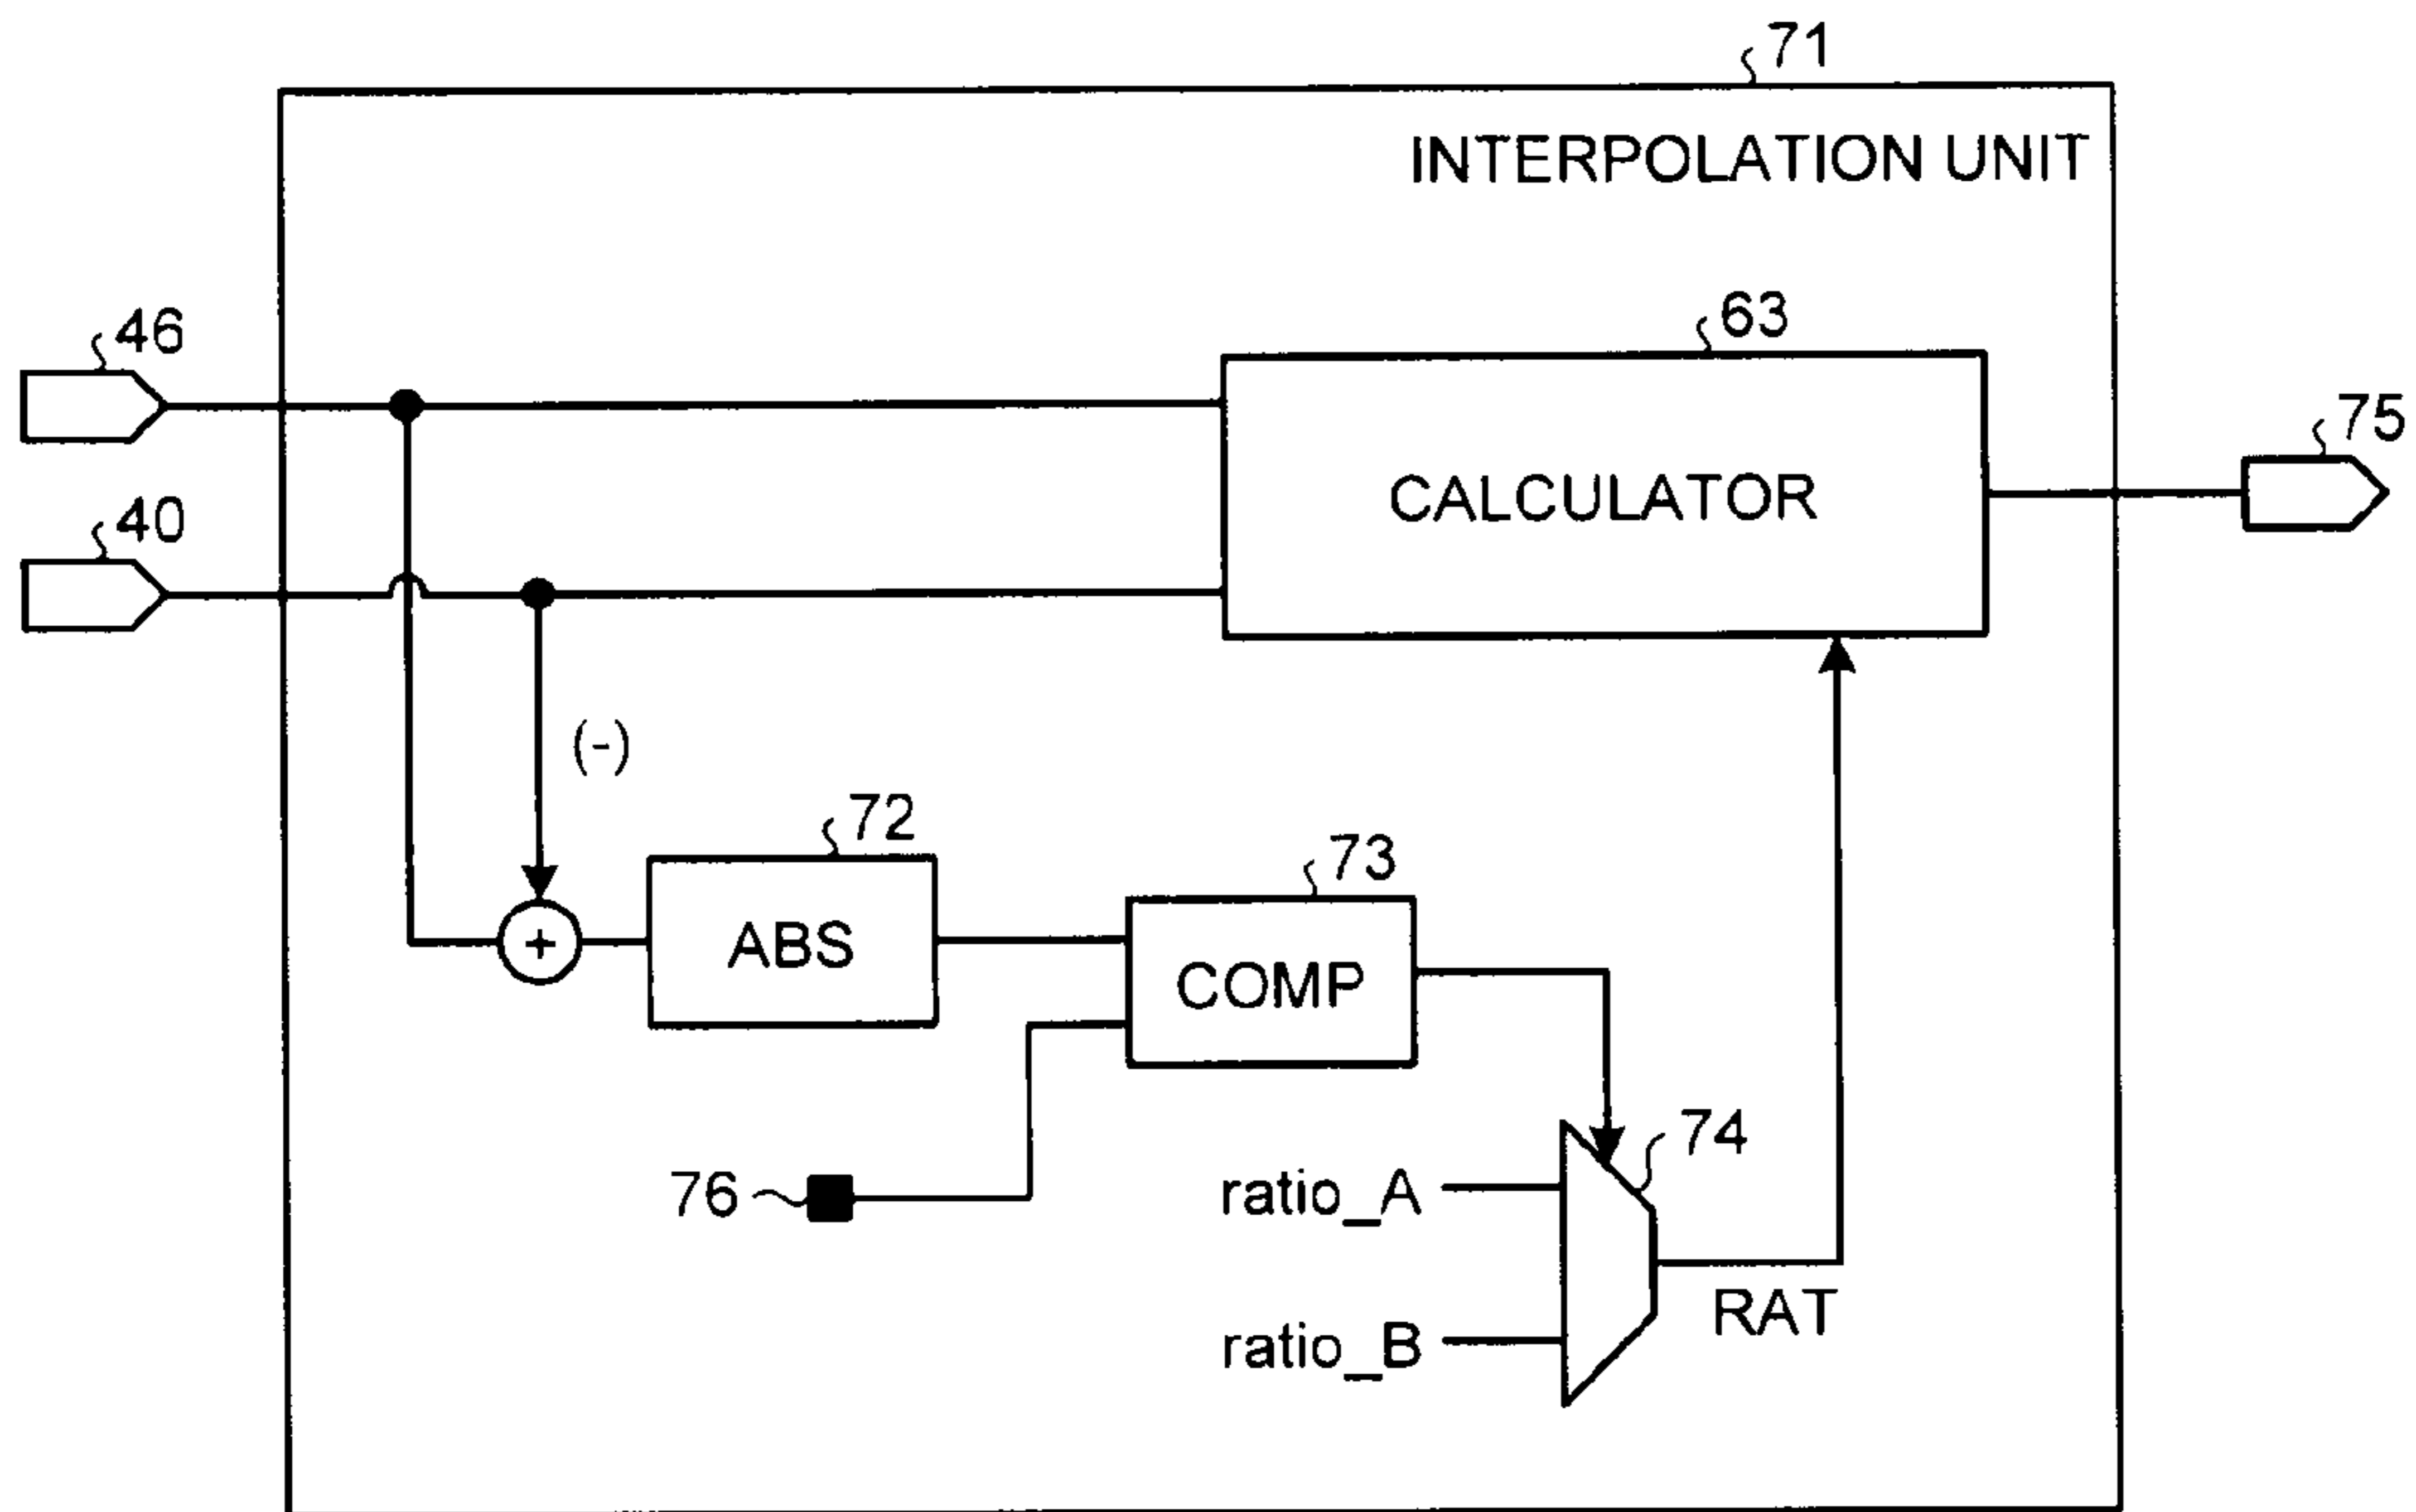 71
INTERPOLATION UNIT
46
63
75
CALCULATOR
40
(-)
72
73
+
ABS
COMP
74
76
ratio_A
RAT
ratio_B